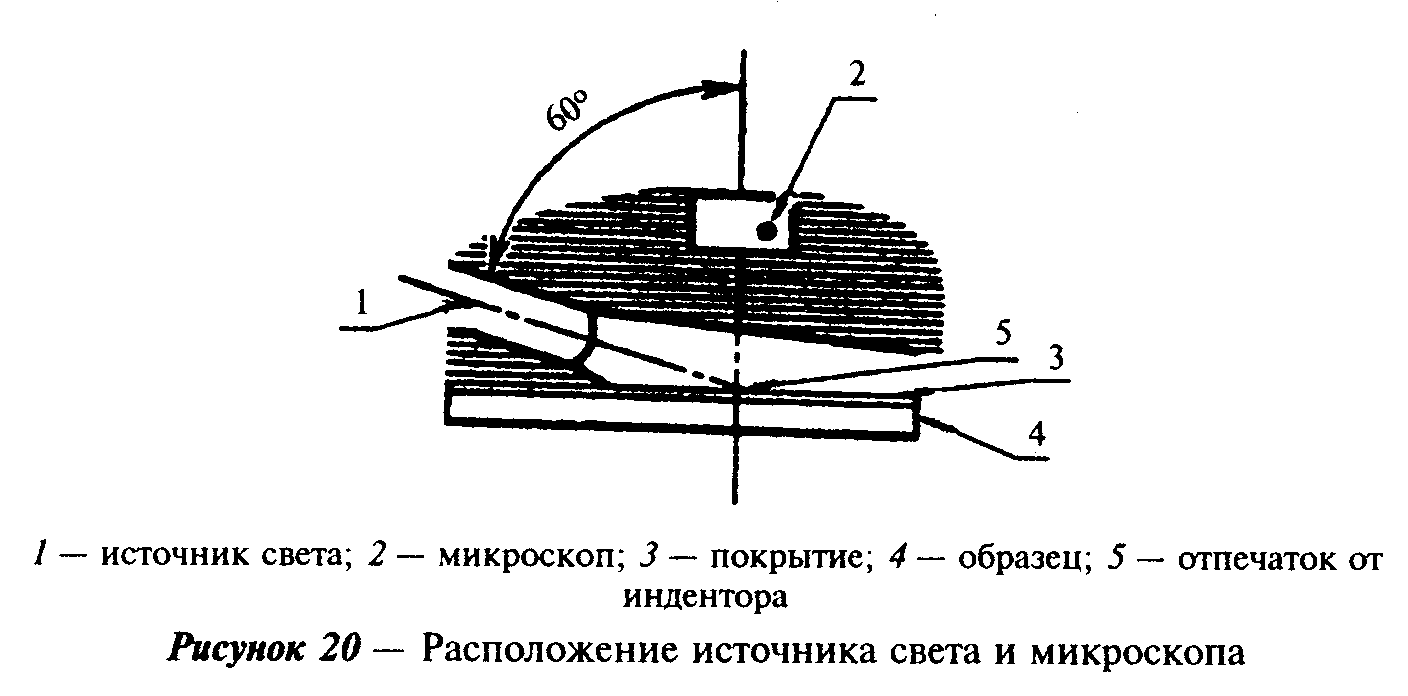 2
60°
1
5
3
4
1 — источник света; 2 — микроскоп; 3 — покрытие; 4 — образец; 5 — отпечаток от
индентора
Рисунок 20 — Расположение источника света и микроскопа